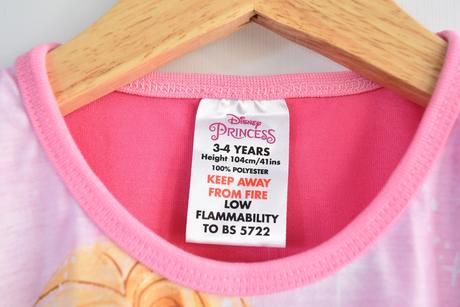 Disney
PRINCESS
3-4 YEARS
Height 104cm/41ins
100% POLYESTER
KEEP AWAY
FROM FIRE
LOW
FLAMMABILITY
TO BS 5722